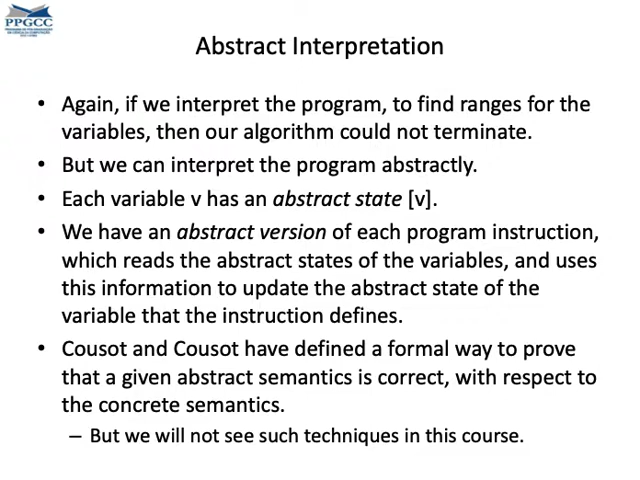 PPGCC
Abstract Interpretation
• Again, if we interpret the program, to find ranges for the
variables, then our algorithm could not terminate.
• But we can interpret the program abstractly.
• Each variable v has an abstract state [v].
• We have an abstract version of each program instruction,
which reads the abstract states of the variables, and uses
this information to update the abstract state of the
variable that the instruction defines.
• Cousot and Cousot have defined a formal way to prove
that a given abstract semantics is correct, with respect to
the concrete semantics.
– But we will not see such techniques in this course.